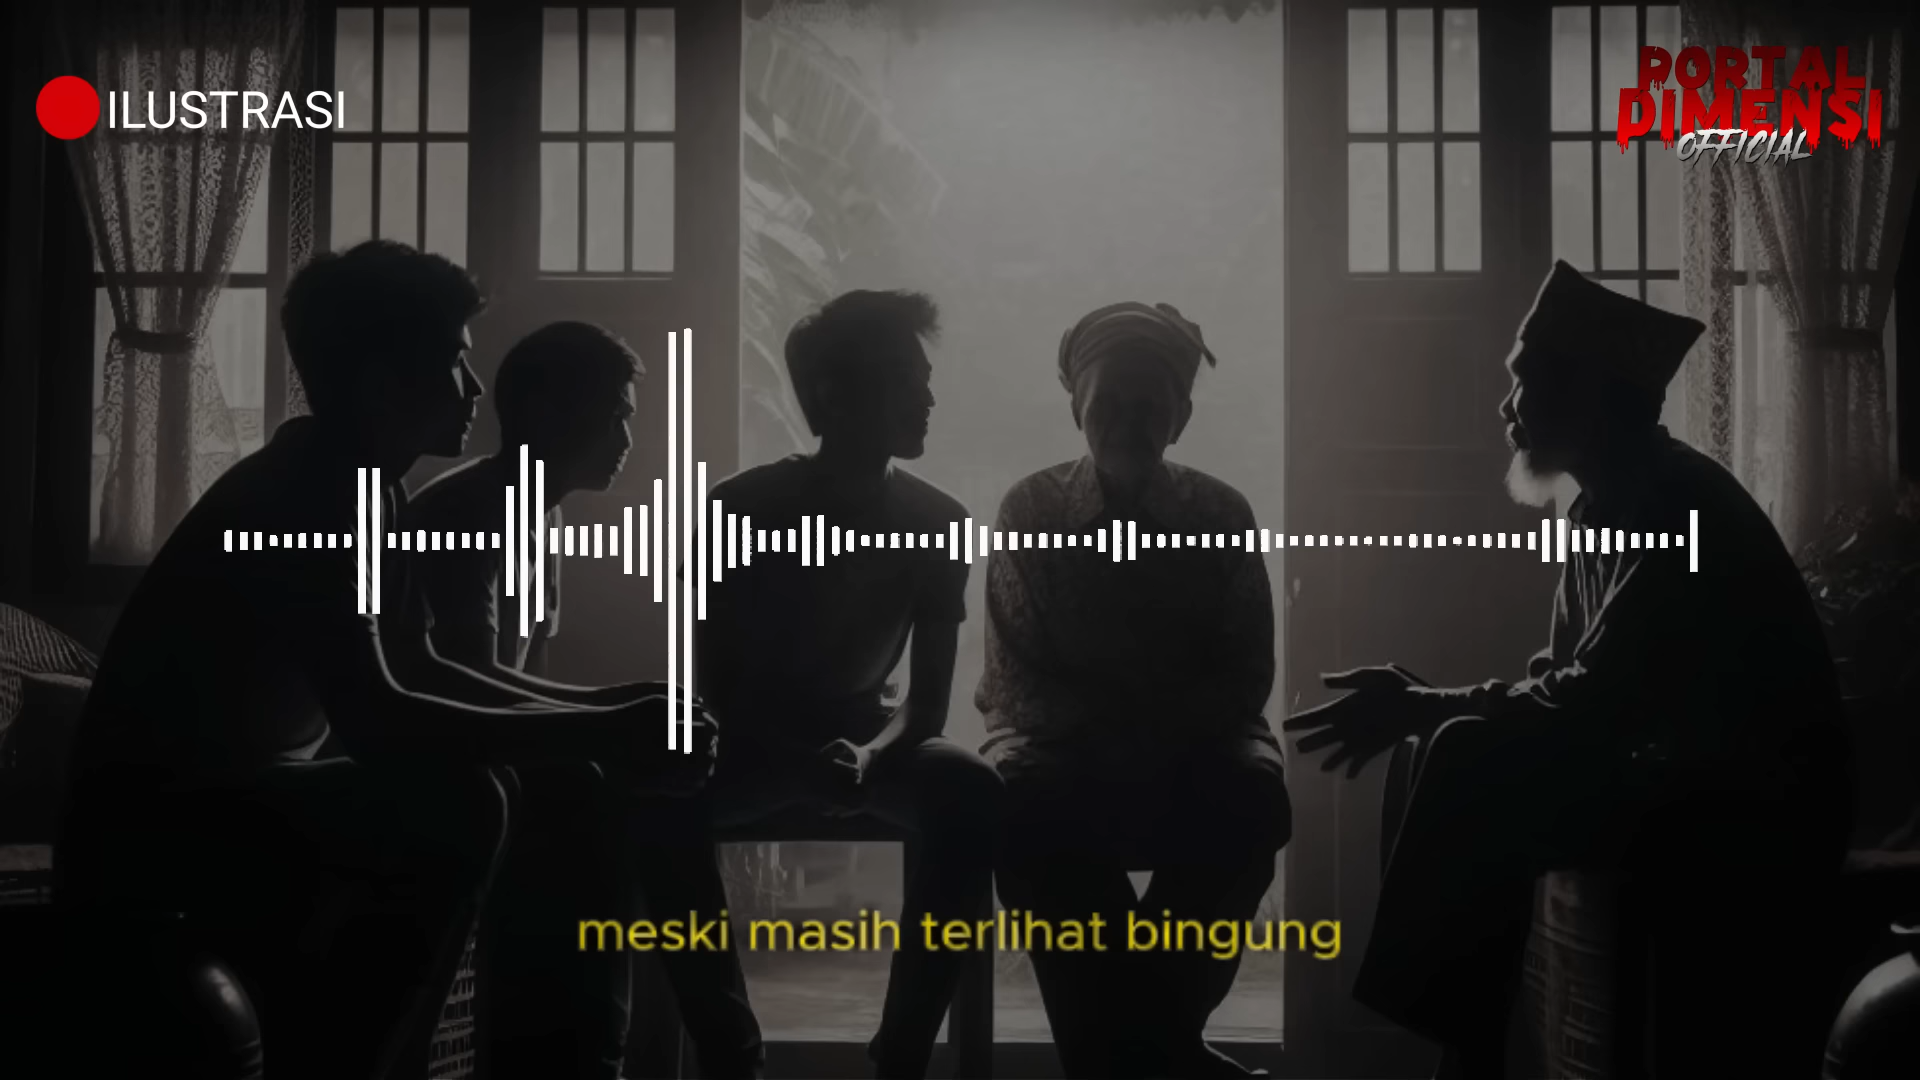 ILUSTRASI
PORTAL
DIMENSI
OFFICIAL
meski masih terlihat bingung